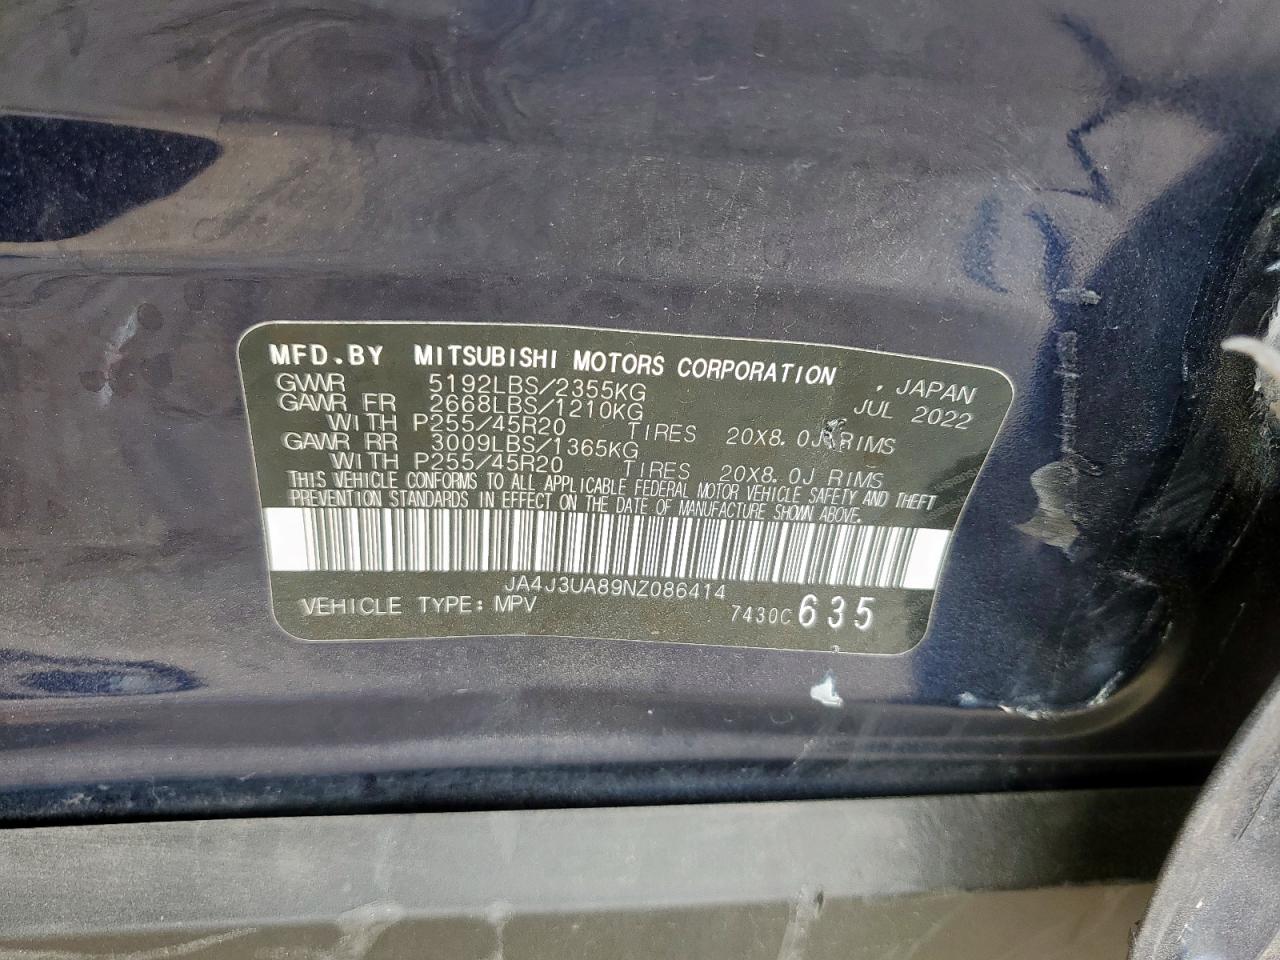 MFD.BY MITSUBISHI MOTORS CORPORATION . JAPAN
GVWR 5192LBS/2355KG JUL 2022
GAWR FR 2668LBS/1210KG
WITH P255/45R20 TIRES 20X8.0J RIMS
GAWR RR 3009LBS/1365KG
WITH P255/45R20 TIRES 20X8.0J RIMS
THIS VEHICLE CONFORMS TO ALL APPLICABLE FEDERAL MOTOR VEHICLE SAFETY AND THEFT
PREVENTION STANDARDS IN EFFECT ON THE DATE OF MANUFACTURE SHOWN ABOVE.
JA4J3UA89NZ086414
VEHICLE TYPE: MPV 7430C 635